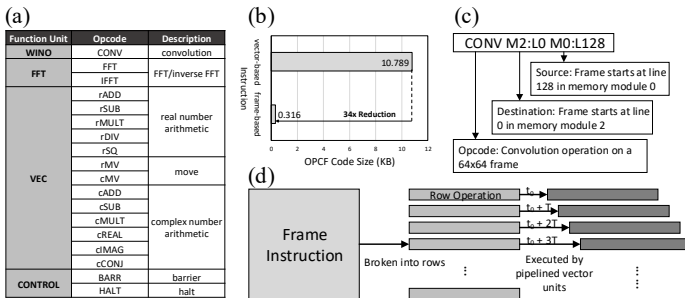 (a)
Function Unit Opcode Description
WINO CONV convolution
FFT FFT FFT/inverse FFT
IFFT
VEC rADD real number arithmetic
rSUB
rMULT
rDIV
rSQ
rMV move
cMV
cADD complex number arithmetic
cSUB
cMULT
cREAL
cIMAG
cCONJ
CONTROL BARR barrier
HALT halt
(b)
Instruction
vector-based
frame-based
10.789
0.316
34x Reduction
0 2 4 6 8 10 12
OPCF Code Size (KB)
(c)
CONV M2:L0 M0:L128
Source: Frame starts at line
128 in memory module 0
Destination: Frame starts at line
0 in memory module 2
Opcode: Convolution operation on a
64x64 frame
(d)
Frame
Instruction
Broken into rows
Row Operation
t₀
t₀ + T
t₀ + 2T
t₀ + 3T
⋮
Executed by
pipelined vector
units
⋮